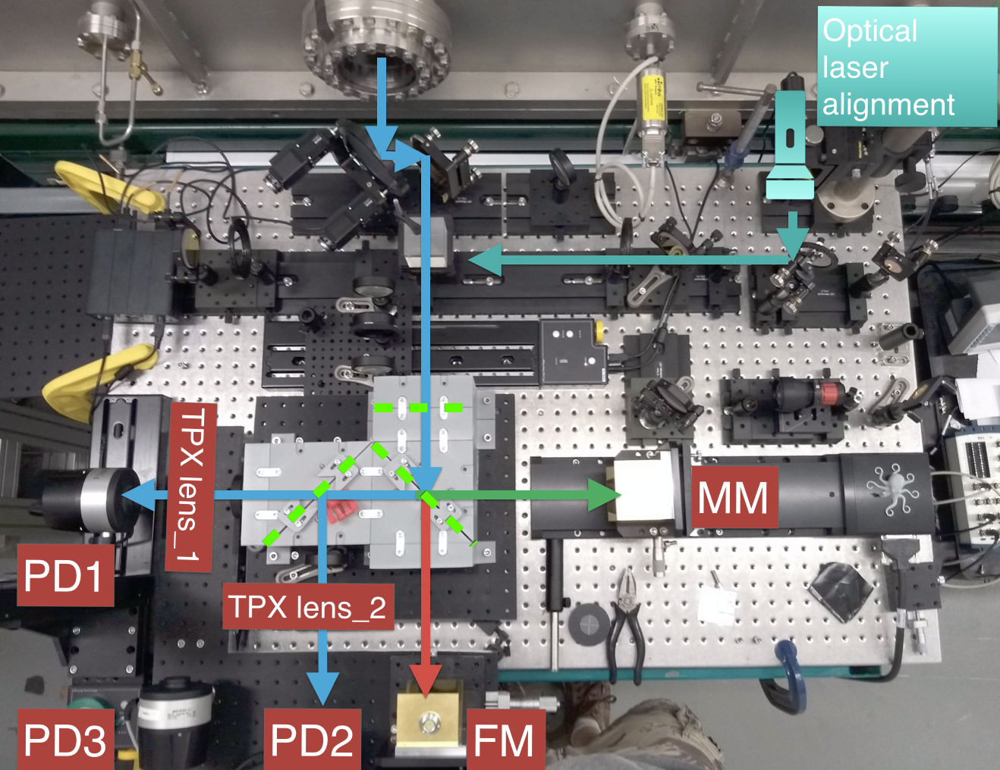 Optical
laser
alignment
TPX lens_1
MM
PD1
TPX lens_2
PD3
PD2
FM